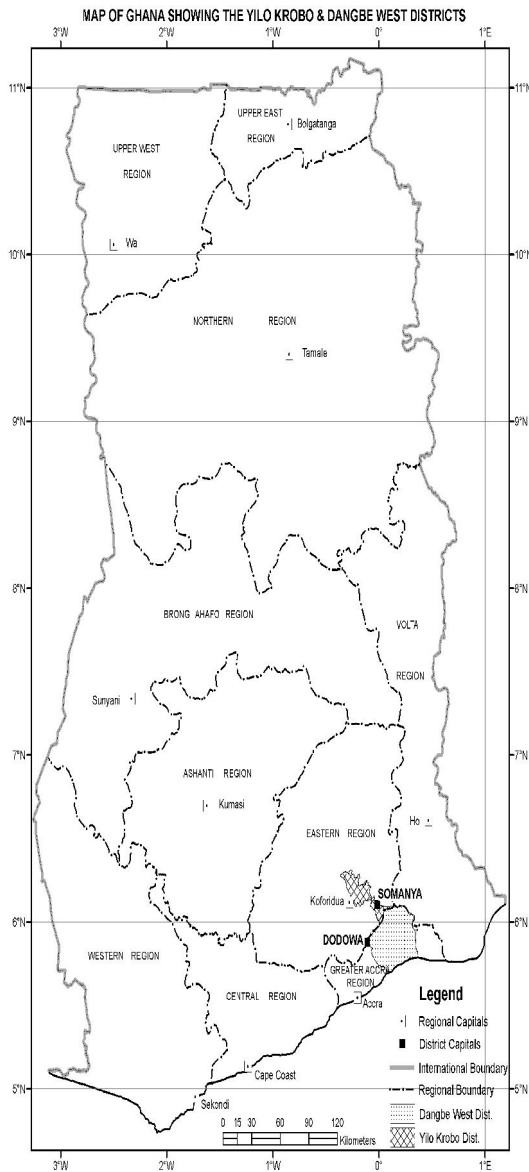 MAP OF GHANA SHOWING THE YILO KROBO & DANGBE WEST DISTRICTS
3°W 2°W 1°W 0° 1°E
11°N 11°N
UPPER EAST
REGION
Bolgatanga
UPPER WEST
REGION
Wa
10°N 10°N
NORTHERN REGION
Tamale
9°N 9°N
8°N 8°N
BRONG AHAFO REGION
VOLTA
REGION
Sunyani
7°N 7°N
ASHANTI REGION
Kumasi
Ho
EASTERN REGION
Koforidua
SOMANYA
6°N 6°N
DODOWA
WESTERN REGION
GREATER ACCRA
REGION
CENTRAL REGION
Accra
Cape Coast
Sekondi
5°N 5°N
Legend
Regional Capitals
District Capitals
International Boundary
Regional Boundary
Dangbe West Dist.
Yilo Krobo Dist.
0 15 30 60 90 120
Kilometers
3°W 2°W 1°W 0° 1°E